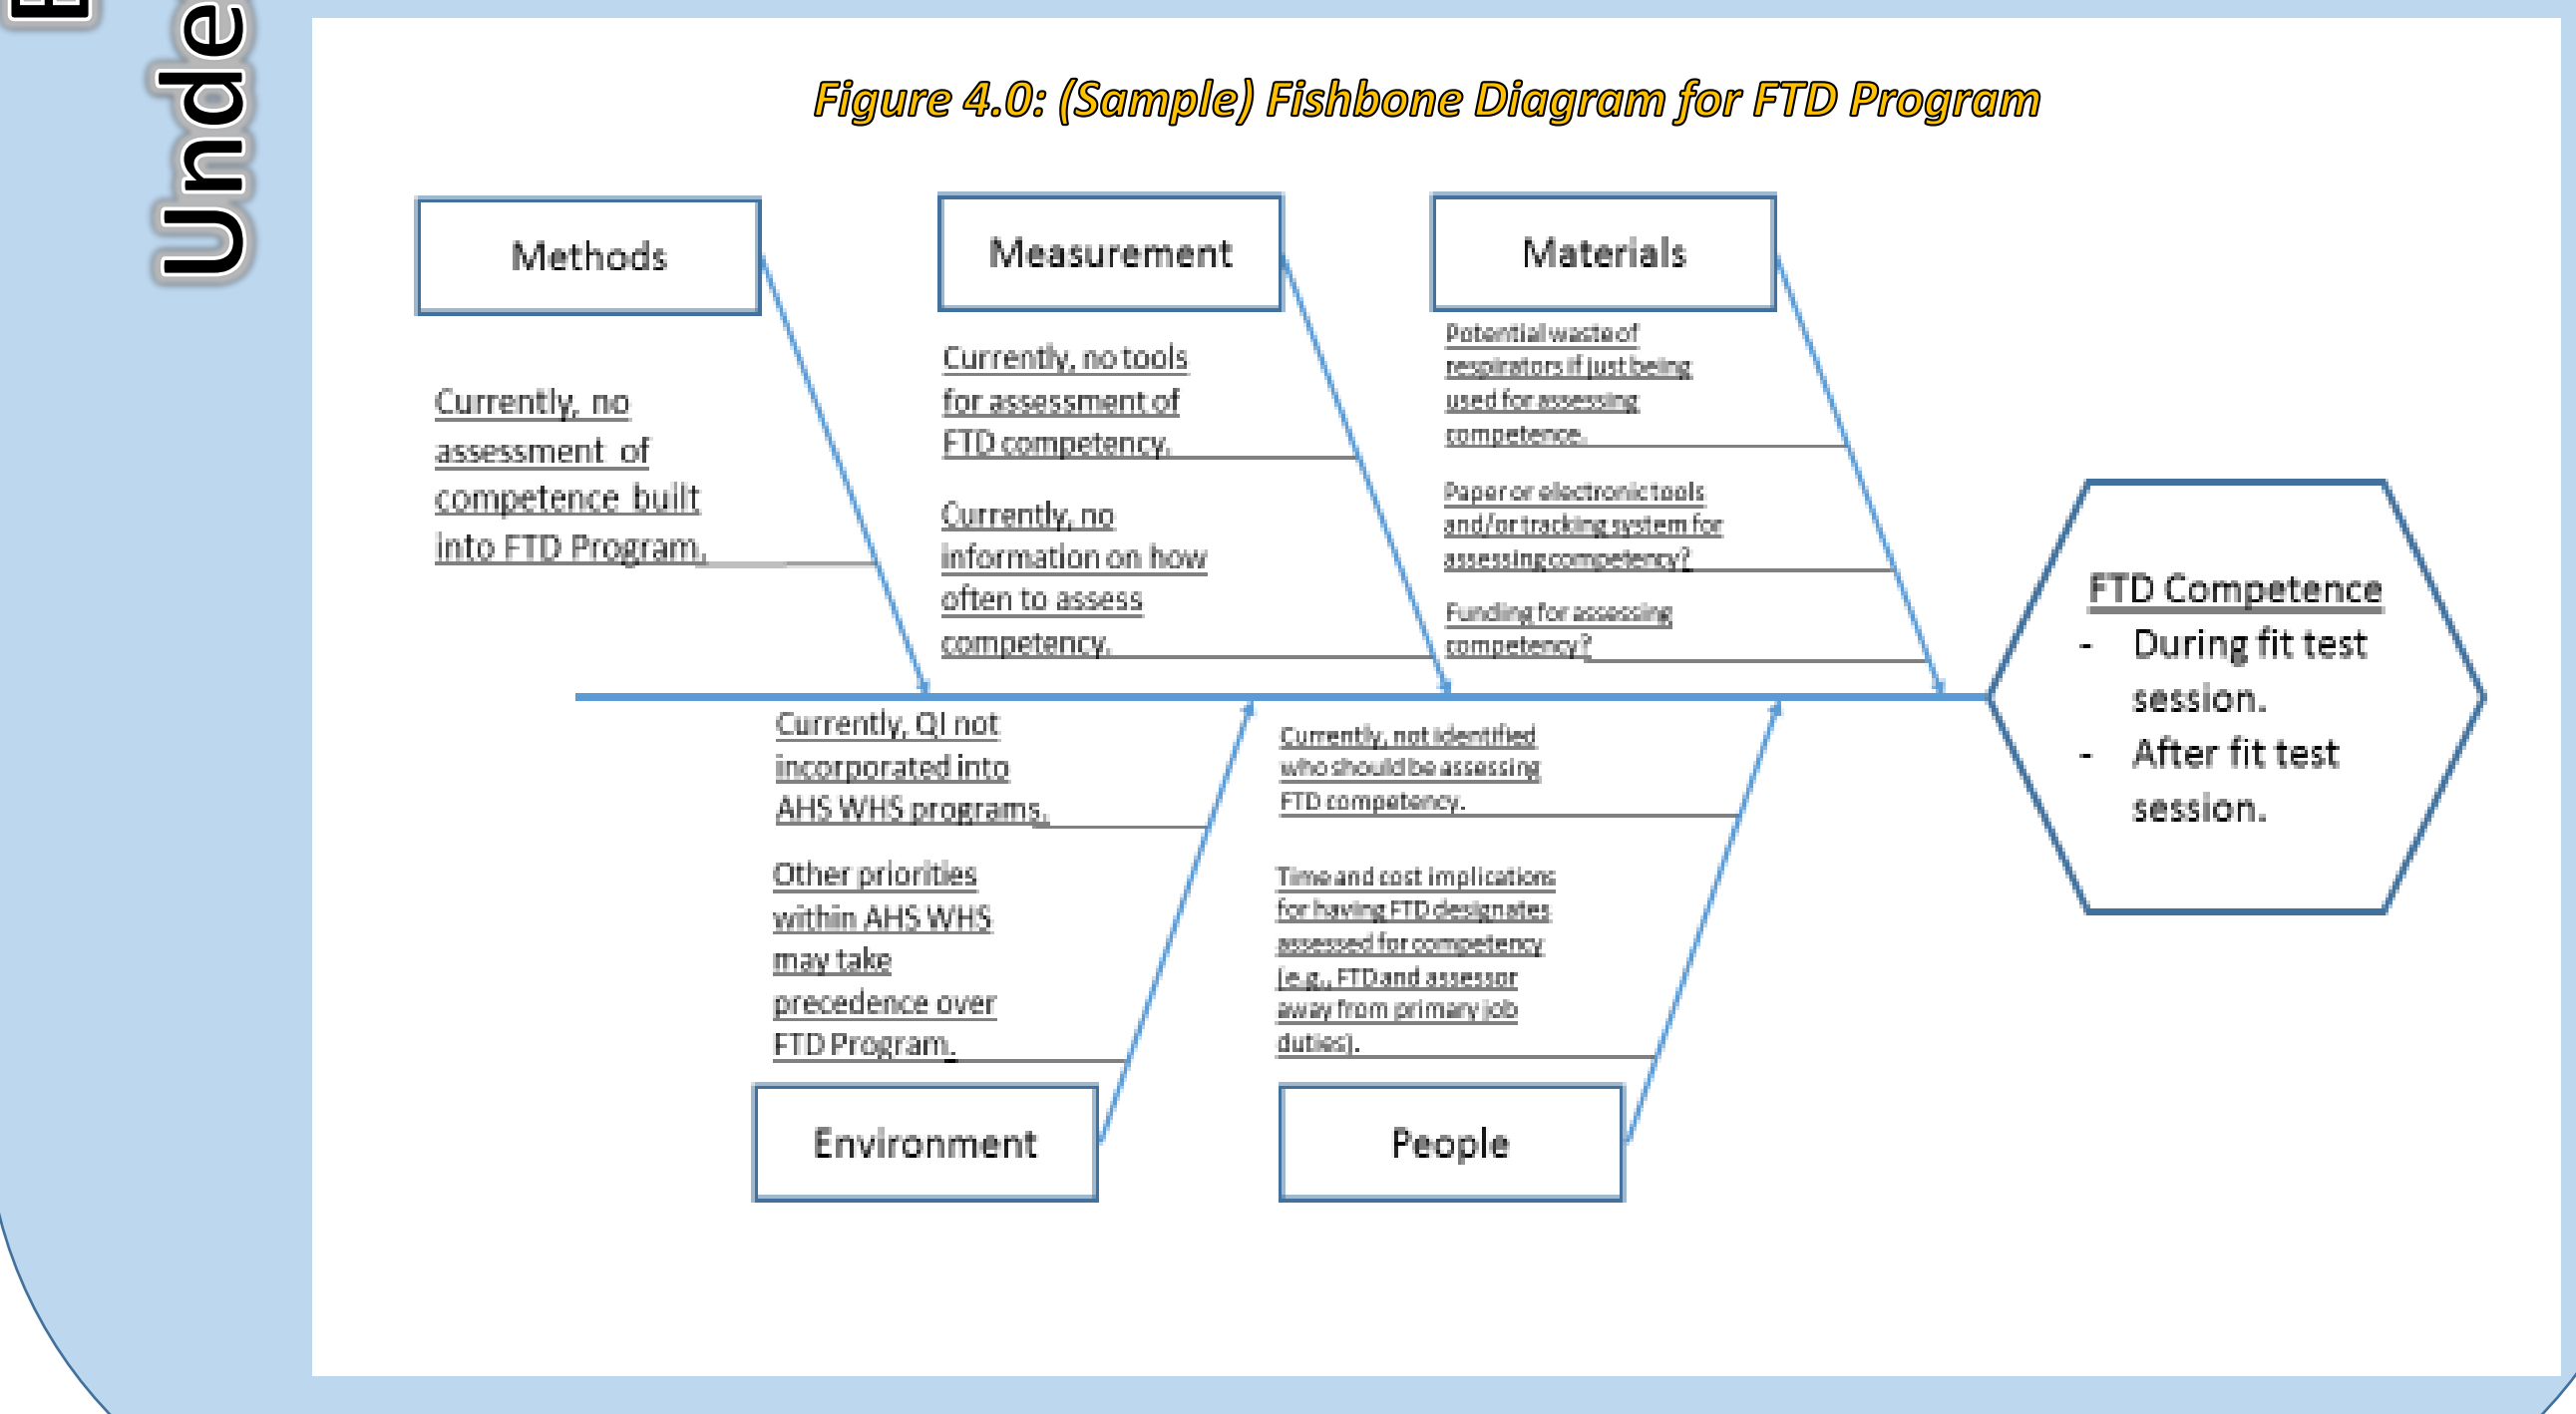 Unde
Figure 4.0: (Sample) Fishbone Diagram for FTD Program
Methods
Currently, no
assessment of
competence built
into FTD Program.
Measurement
Currently, no tools
for assessment of
FTD competency.
Currently, no
information on how
often to assess
competency.
Materials
Potential waste of
respirators if just being
used for assessing
competence.
Paper or electronic tools
and/or tracking system for
assessing competency?
Funding for assessing
competency?
FTD Competence
- During fit test
session.
- After fit test
session.
Currently, QI not
incorporated into
AHS WHS programs.
Other priorities
within AHS WHS
may take
precedence over
FTD Program.
Environment
Currently, not identified
who should be assessing
FTD competency.
Time and cost implications
for having FTD designates
assessed for competency
(e.g., FTD and assessor
away from primary job
duties).
People